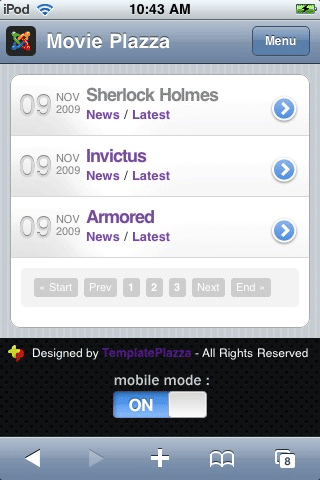 iPod 10:43 AM
Movie Plazza Menu
09 NOV 2009 Sherlock Holmes
News / Latest
09 NOV 2009 Invictus
News / Latest
09 NOV 2009 Armored
News / Latest
« Start Prev 1 2 3 Next End »
Designed by TemplatePlazza - All Rights Reserved
mobile mode :
ON
8